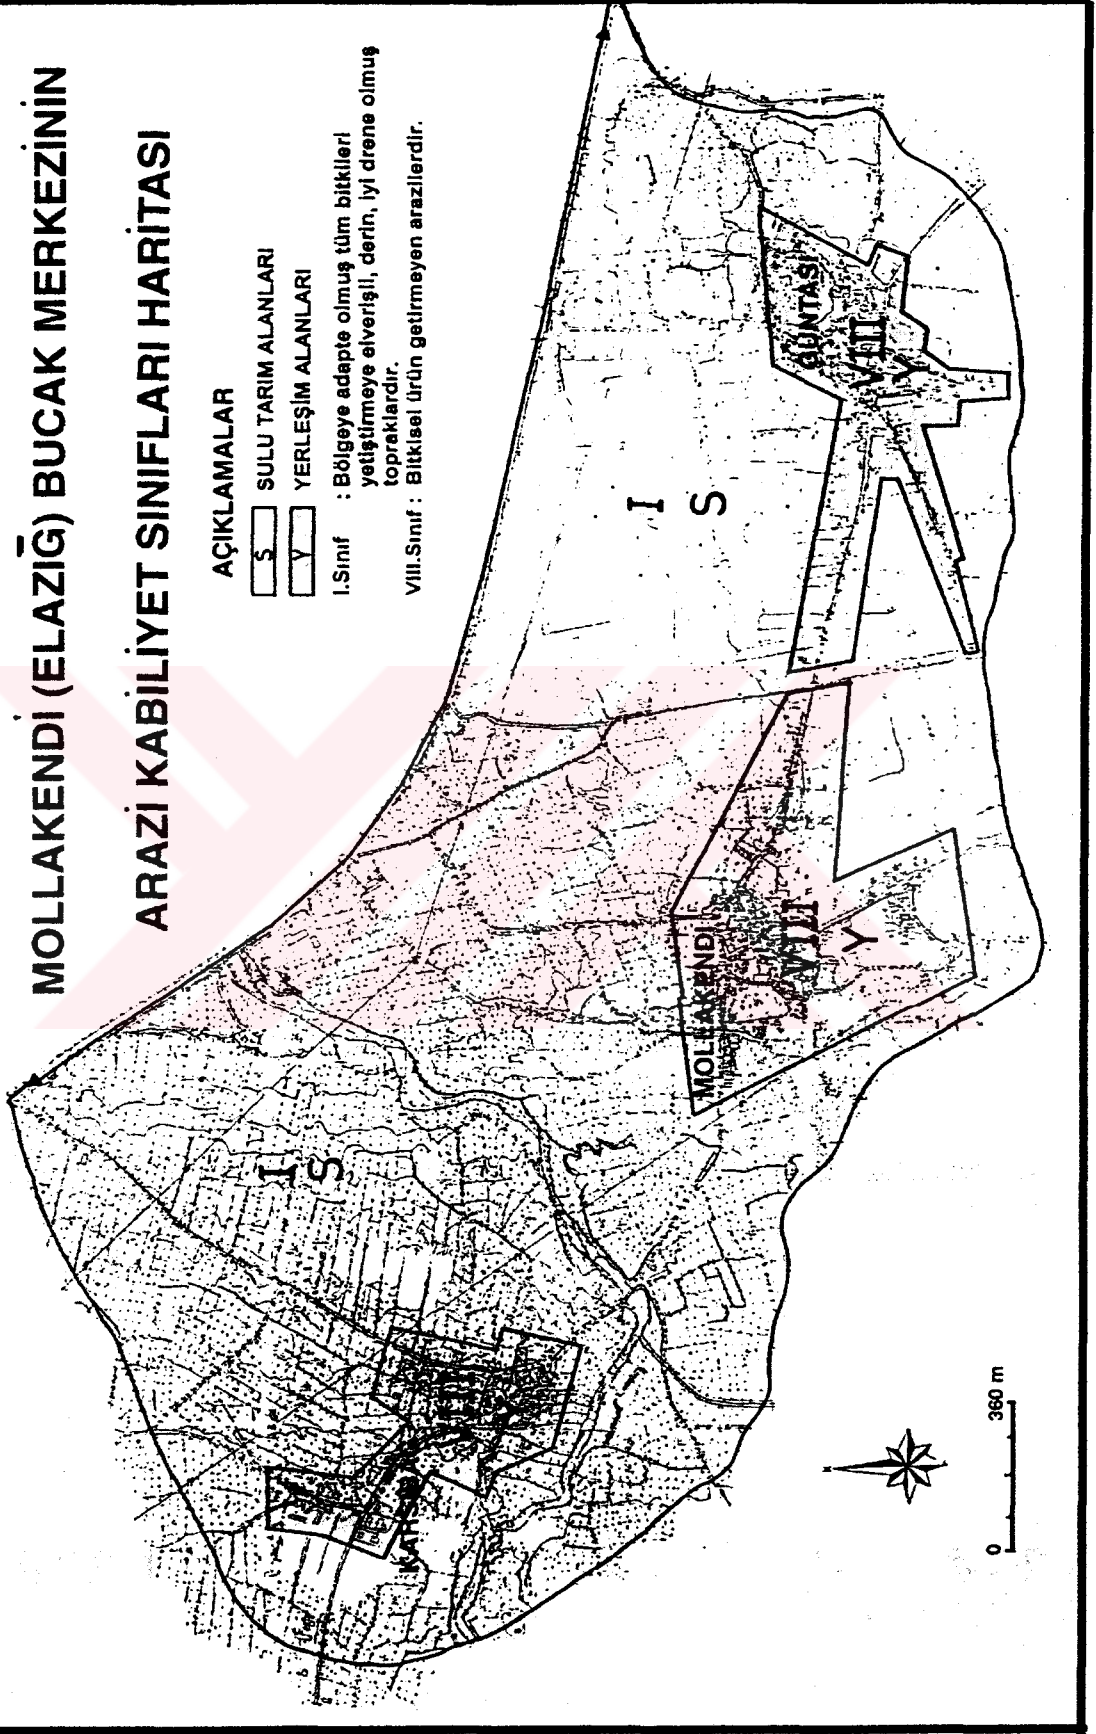 MOLLAKENDİ (ELAZIĞ) BUCAK MERKEZİNİN
ARAZİ KABİLİYET SINIFLARI HARİTASI
AÇIKLAMALAR
S SULU TARIM ALANLARI
Y YERLEŞİM ALANLARI
I.Sınıf : Bölgeye adapte olmuş tüm bitkileri
yetiştirmeye elverişli, derin, iyi drene olmuş
topraklardır.
VIII.Sınıf : Bitkisel ürün getirmeyen arazilerdir.
I
S
I
S
MOLLAKENDİ
VIII
Y
GÜNTAŞI
VIII
Y
VIII
N
0 360 m